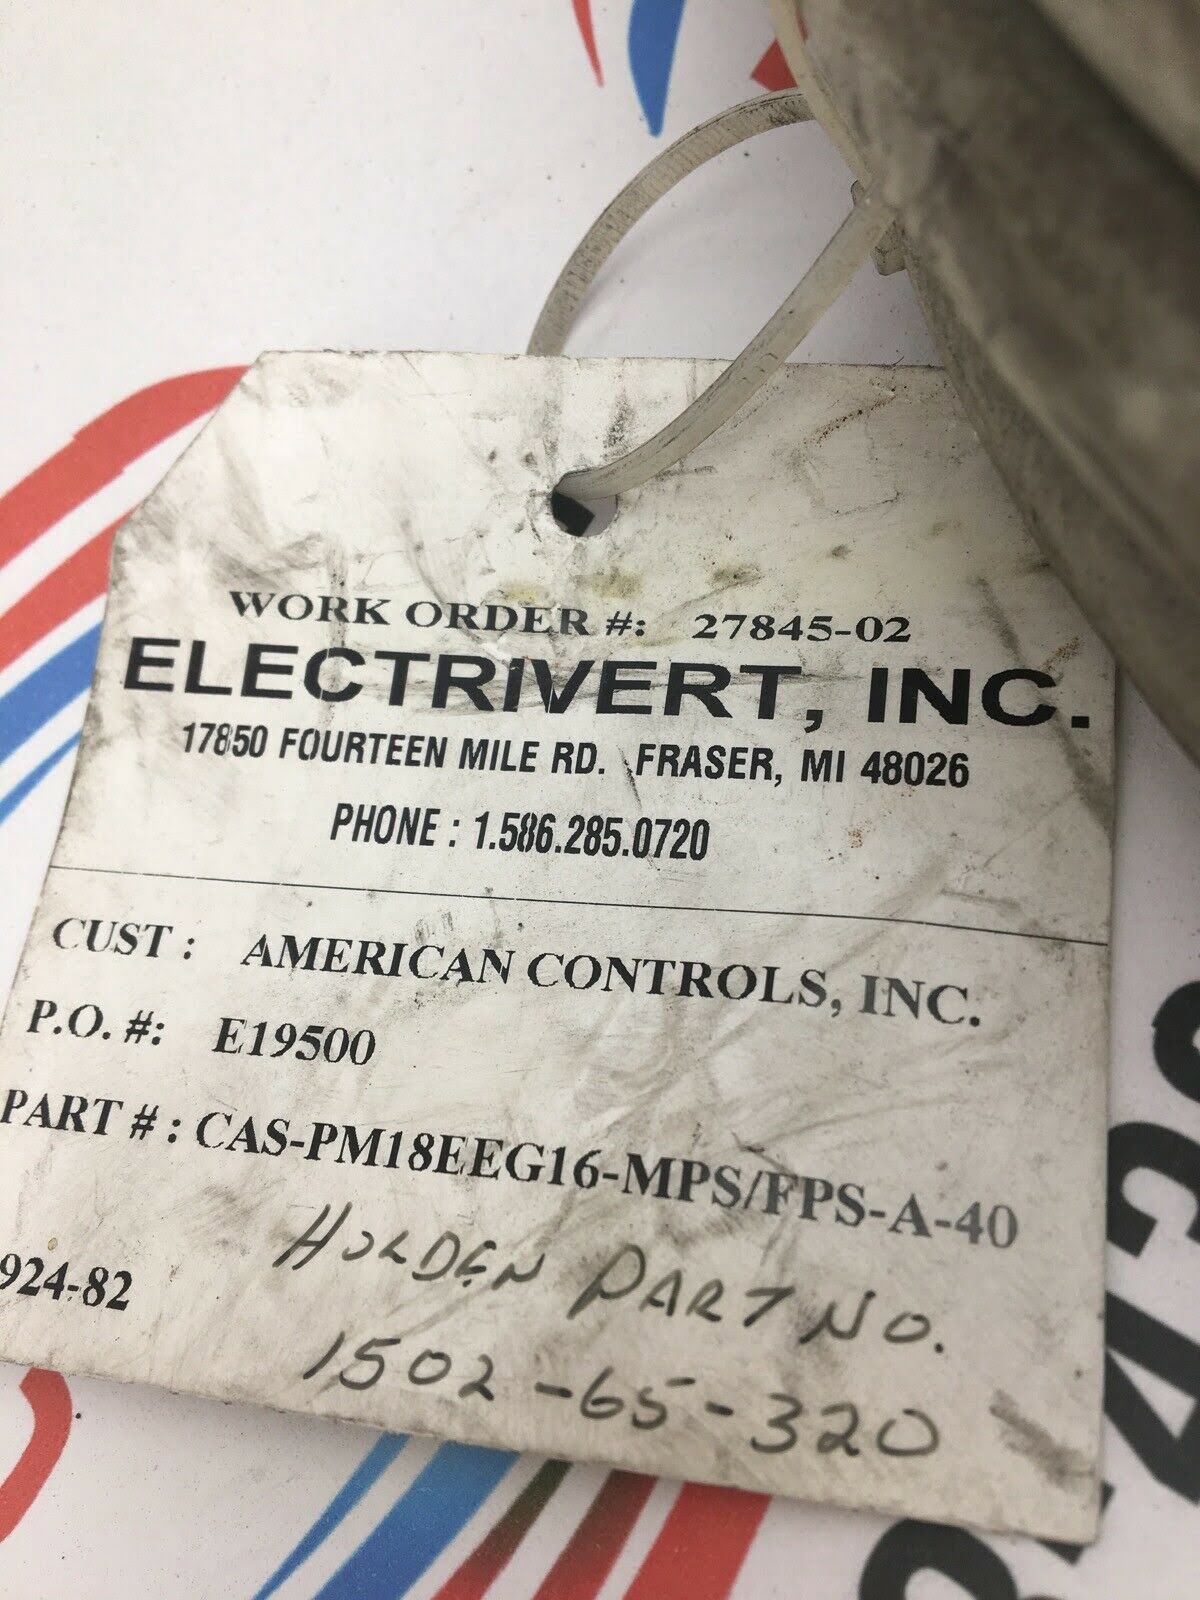 WORK ORDER #: 27845-02
ELECTRIVERT, INC.
17850 FOURTEEN MILE RD. FRASER, MI 48026
PHONE : 1.586.285.0720
CUST : AMERICAN CONTROLS, INC.
P.O. #: E19500
PART # : CAS-PM18EEG16-MPS/FPS-A-40
924-82
HOLDEN PART NO.
1502-65-320